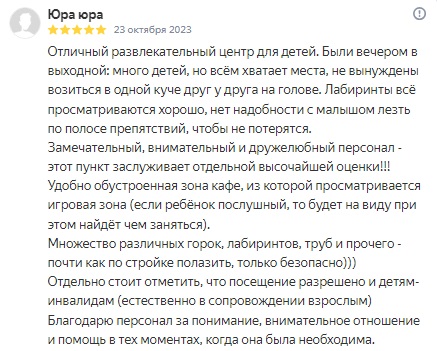 Юра юра
23 октября 2023
Отличный развлекательный центр для детей. Были вечером в
выходной: много детей, но всём хватает места, не вынуждены
возиться в одной куче друг у друга на голове. Лабиринты всё
просматриваются хорошо, нет надобности с малышом лезть
по полосе препятствий, чтобы не потерятся.
Замечательный, внимательный и дружелюбный персонал -
этот пункт заслуживает отдельной высочайшей оценки!!!
Удобно обустроенная зона кафе, из которой просматривается
игровая зона (если ребёнок послушный, то будет на виду при
этом найдёт чем заняться).
Множество различных горок, лабиринтов, труб и прочего -
почти как по стройке полазить, только безопасно)))
Отдельно стоит отметить, что посещение разрешено и детям-
инвалидам (естественно в сопровождении взрослым)
Благодарю персонал за понимание, внимательное отношение
и помощь в тех моментах, когда она была необходима.